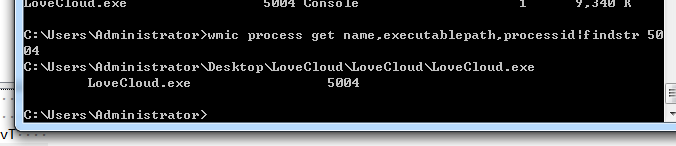 LoveCloud.exe 5004 Console 1 9,340 K
C:\Users\Administrator>wmic process get name,executablepath,processid|findstr 50
04
C:\Users\Administrator\Desktop\LoveCloud\LoveCloud\LoveCloud.exe
LoveCloud.exe 5004
C:\Users\Administrator>
vT